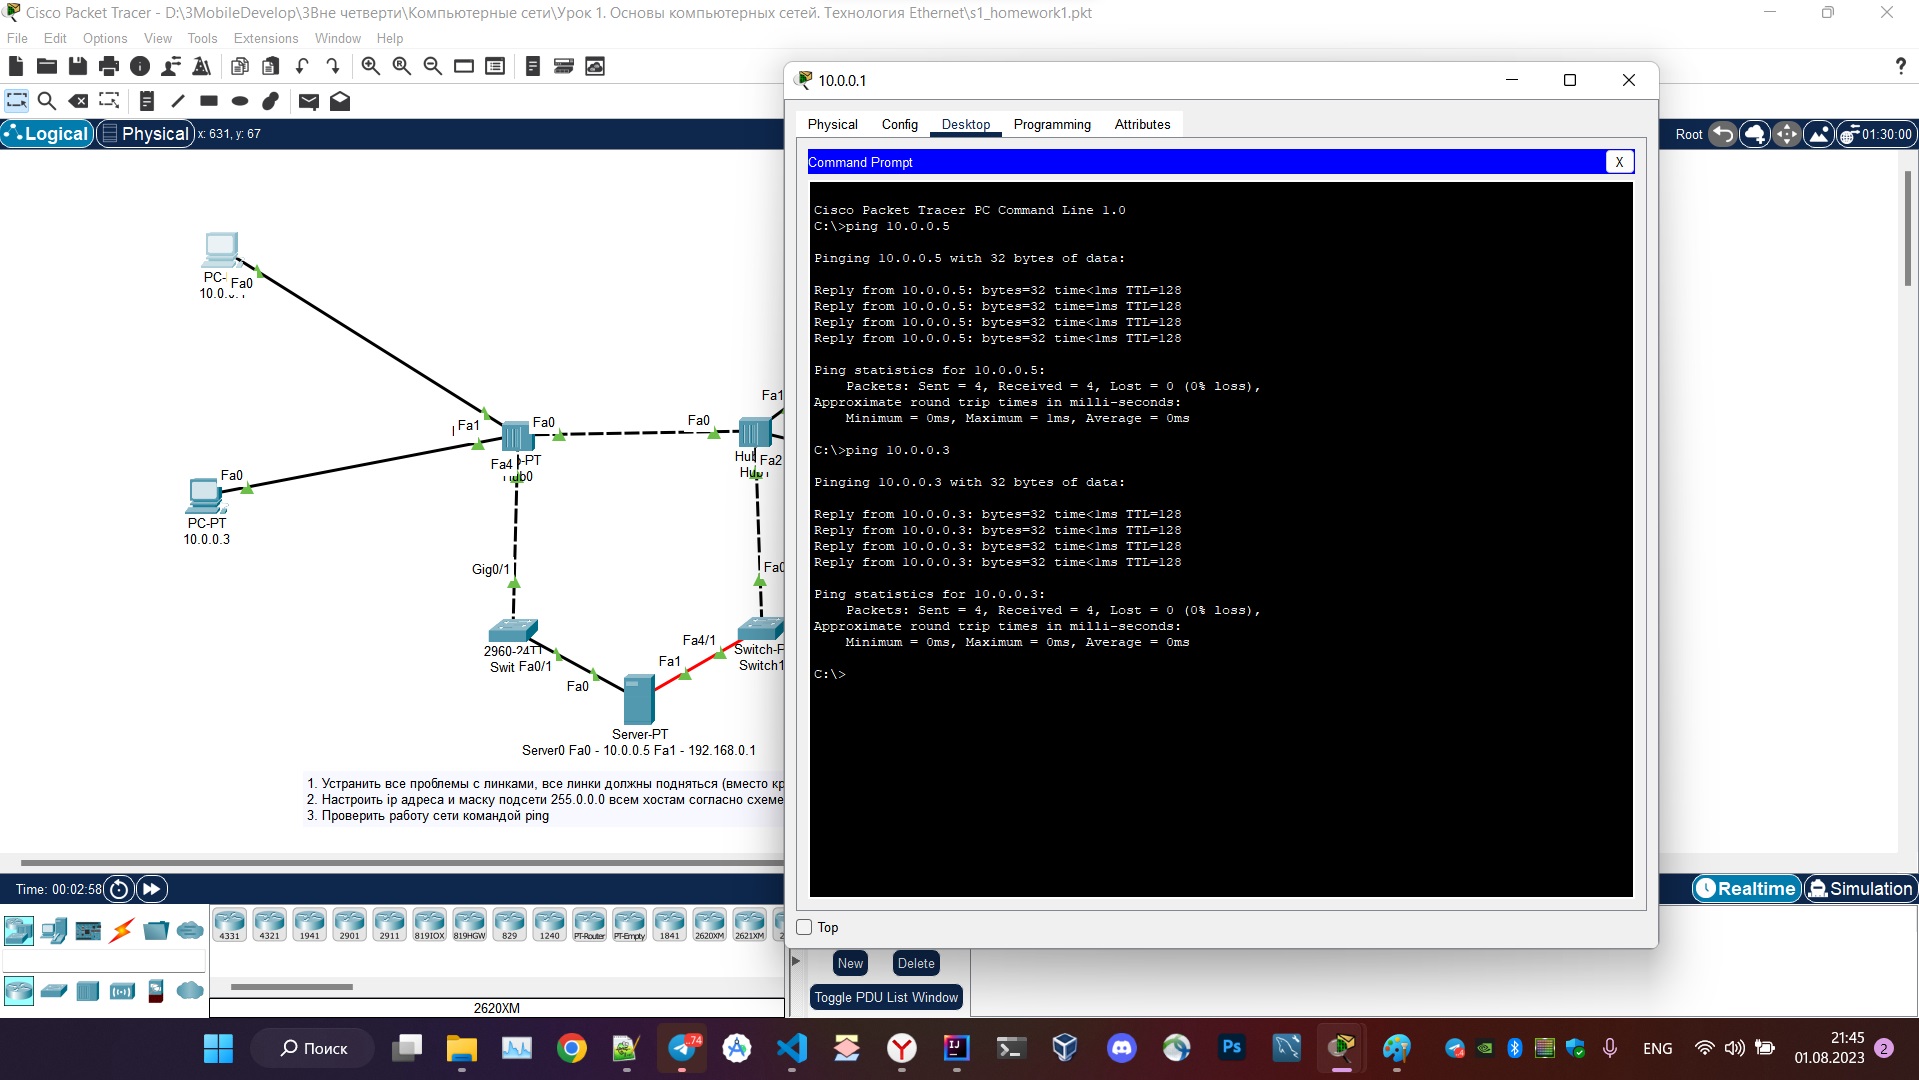 Cisco Packet Tracer - D:\3MobileDevelop\3Вне четверти\Компьютерные сети\Урок 1. Основы компьютерных сетей. Технология Ethernet\s1_homework1.pkt
File Edit Options View Tools Extensions Window Help
?
Logical Physical x: 631, y: 67
Root 01:30:00
10.0.0.1
Physical Config Desktop Programming Attributes
Command Prompt X
Cisco Packet Tracer PC Command Line 1.0
C:\>ping 10.0.0.5
Pinging 10.0.0.5 with 32 bytes of data:
Reply from 10.0.0.5: bytes=32 time<1ms TTL=128
Reply from 10.0.0.5: bytes=32 time=1ms TTL=128
Reply from 10.0.0.5: bytes=32 time<1ms TTL=128
Reply from 10.0.0.5: bytes=32 time<1ms TTL=128
Ping statistics for 10.0.0.5:
Packets: Sent = 4, Received = 4, Lost = 0 (0% loss),
Approximate round trip times in milli-seconds:
Minimum = 0ms, Maximum = 1ms, Average = 0ms
C:\>ping 10.0.0.3
Pinging 10.0.0.3 with 32 bytes of data:
Reply from 10.0.0.3: bytes=32 time<1ms TTL=128
Reply from 10.0.0.3: bytes=32 time<1ms TTL=128
Reply from 10.0.0.3: bytes=32 time<1ms TTL=128
Reply from 10.0.0.3: bytes=32 time<1ms TTL=128
Ping statistics for 10.0.0.3:
Packets: Sent = 4, Received = 4, Lost = 0 (0% loss),
Approximate round trip times in milli-seconds:
Minimum = 0ms, Maximum = 0ms, Average = 0ms
C:\>
Top
PC- Fa0
Fa1
Fa1 Fa0 Fa0
Fa4 Fa2
Fa0
PC-PT
10.0.0.3
Gig0/1
Fa4/1
Switch1
Fa0/1
Fa1
Fa0
Server-PT
Server0 Fa0 - 10.0.0.5 Fa1 - 192.168.0.1
1. Устранить все проблемы с линками, все линки должны подняться (вместо кр
2. Настроить ip адреса и маску подсети 255.0.0.0 всем хостам согласно схеме
3. Проверить работу сети командой ping
Time: 00:02:58
Realtime Simulation
4331 4321 1941 2901 2911 819IOX 819HGW 829 1240 PT-Router PT-Empty 1841 2620XM 2621XM
2620XM
New Delete
Toggle PDU List Window
Поиск
74
IJ
Ps
ENG
21:45
01.08.2023
2